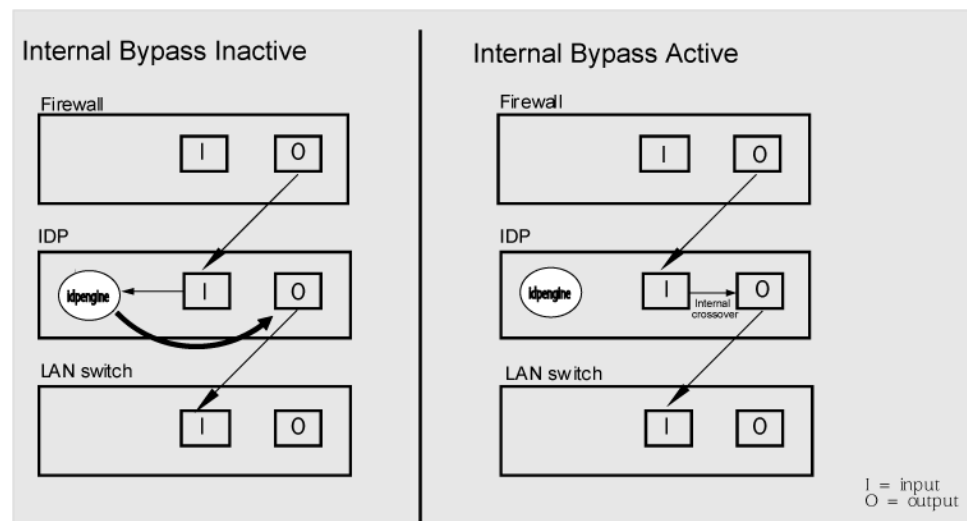 Internal Bypass Inactive
Firewall
I
O
IDP
idpengine
I
O
LAN switch
I
O
Internal Bypass Active
Firewall
I
O
IDP
idpengine
I
Internal
crossover
O
LAN switch
I
O
I = input
O = output